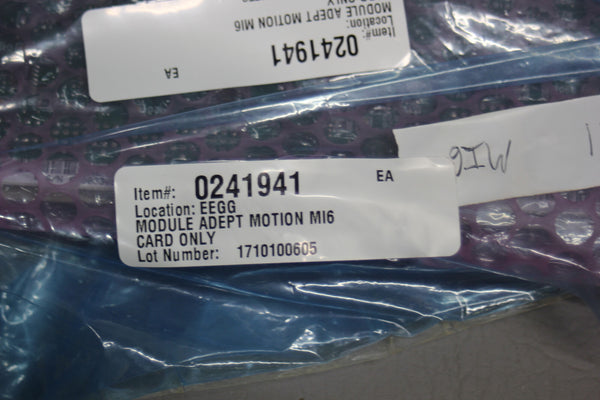 0241941
Location:
MODULE ADEPT MOTION MI6
EA
Item#: 0241941 EA
Location: EEGG
MODULE ADEPT MOTION MI6
CARD ONLY
Lot Number: 1710100605